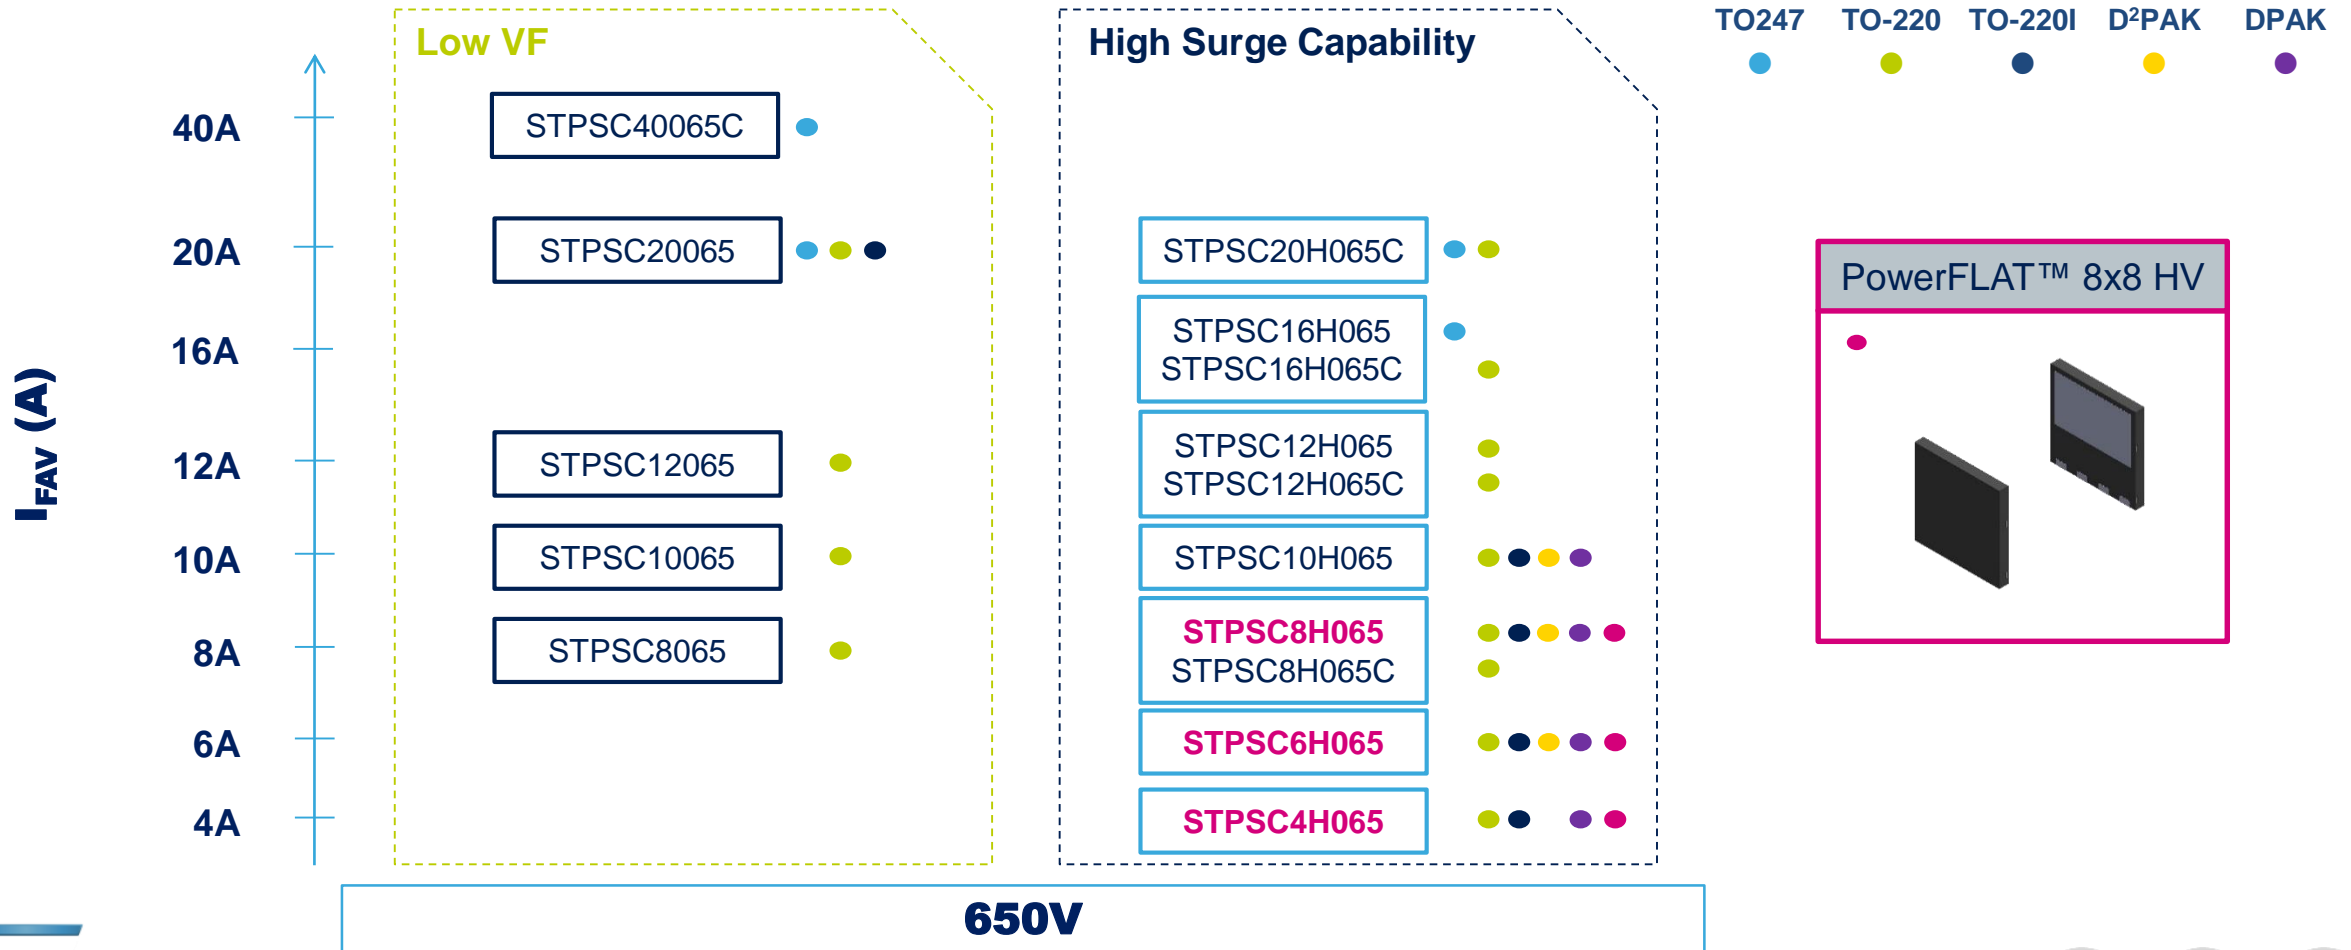 Low VF
High Surge Capability
TO247 TO-220 TO-220I D²PAK DPAK
I_FAV (A)
40A
20A
16A
12A
10A
8A
6A
4A
STPSC40065C
STPSC20065
STPSC12065
STPSC10065
STPSC8065
STPSC20H065C
STPSC16H065
STPSC16H065C
STPSC12H065
STPSC12H065C
STPSC10H065
STPSC8H065
STPSC8H065C
STPSC6H065
STPSC4H065
PowerFLAT™ 8x8 HV
650V